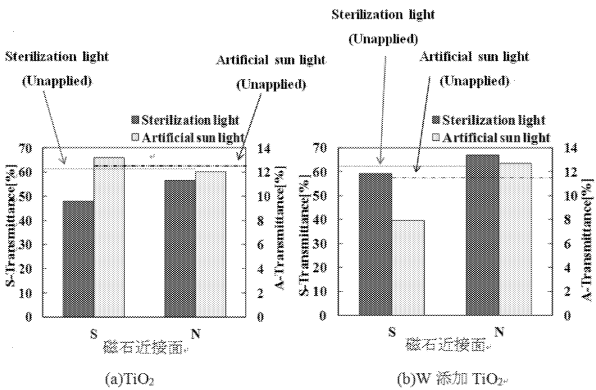 Sterilization light
(Unapplied)
Artificial sun light
(Unapplied)
Sterilization light
Artificial sun light
S-Transmittance[%]
70
60
50
40
30
20
10
0
A-Transmittance[%]
14
12
10
8
6
4
2
0
S
N
磁石近接面
(a)TiO2
Sterilization light
(Unapplied)
Artificial sun light
(Unapplied)
Sterilization light
Artificial sun light
S-Transmittance[%]
70
60
50
40
30
20
10
0
A-Transmittance[%]
14
12
10
8
6
4
2
0
S
N
磁石近接面
(b)W 添加 TiO2